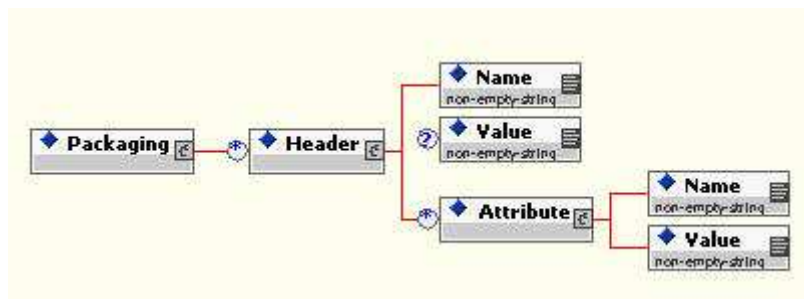 Packaging
*
Header
Name
non-empty-string
?
Value
non-empty-string
*
Attribute
Name
non-empty-string
Value
non-empty-string